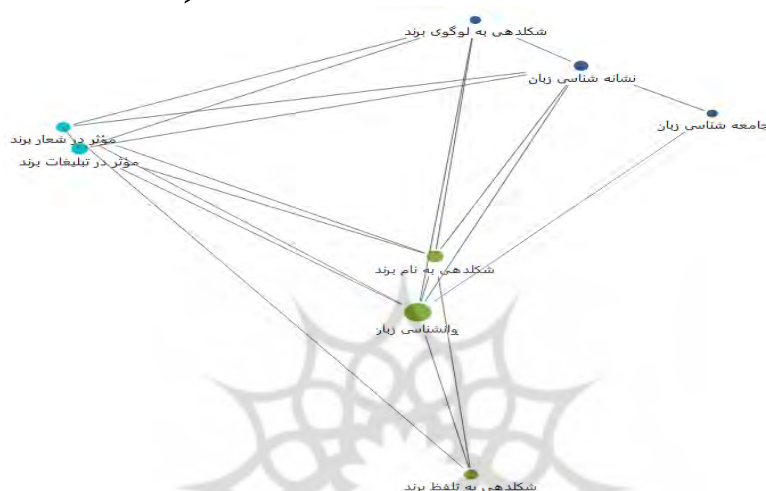 شکلدهی به لوگوی برند
نشانه شناسی زبان
جامعه شناسی زبان
مؤثر در شعار برند
مؤثر در تبلیغات برند
شکلدهی به نام برند
روانشناسی زبان
شکلدهی به تلفظ برند